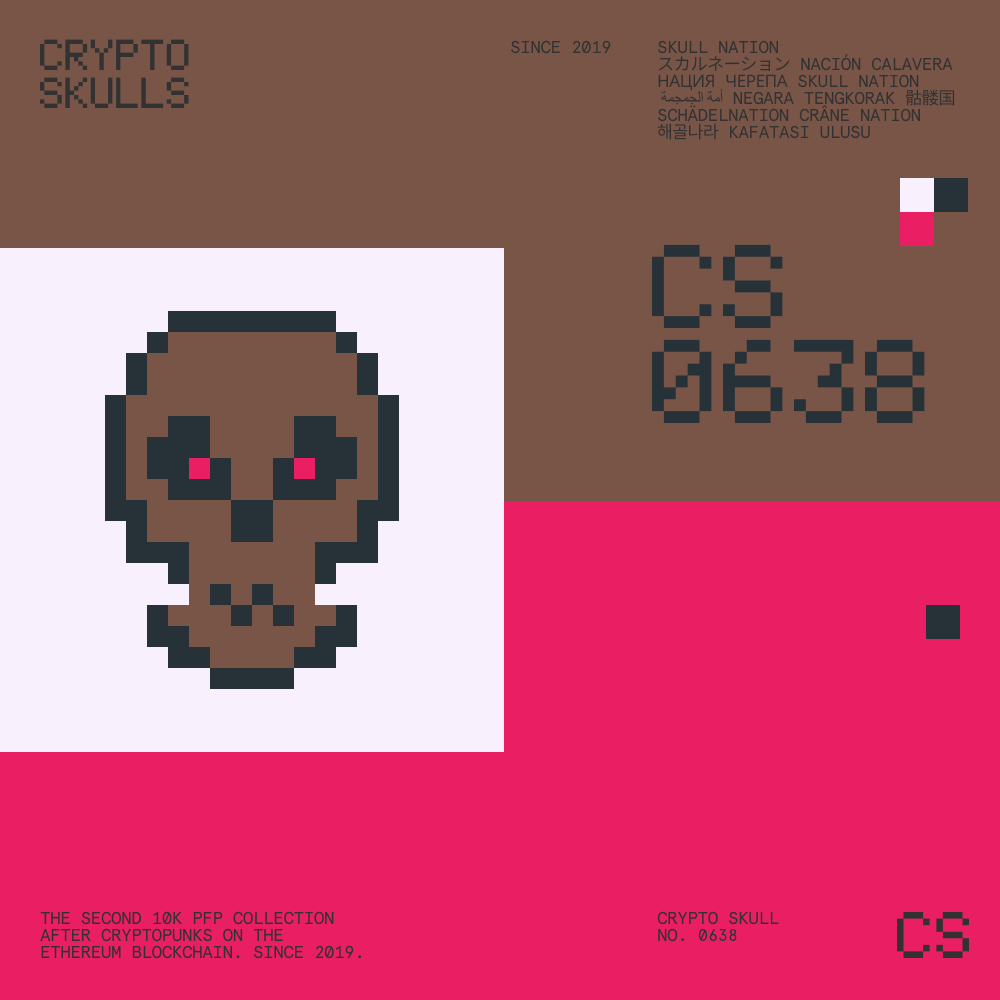 CRYPTO
SKULLS
SINCE 2019
SKULL NATION
スカルネーション NACIÓN CALAVERA
НАЦИЯ ЧЕРЕПА SKULL NATION
أمة الجمجمة NEGARA TENGKORAK 骷髅国
SCHÄDELNATION CRÂNE NATION
해골나라 KAFATASI ULUSU
CS
0638
THE SECOND 10K PFP COLLECTION
AFTER CRYPTOPUNKS ON THE
ETHEREUM BLOCKCHAIN. SINCE 2019.
CRYPTO SKULL
NO. 0638
CS